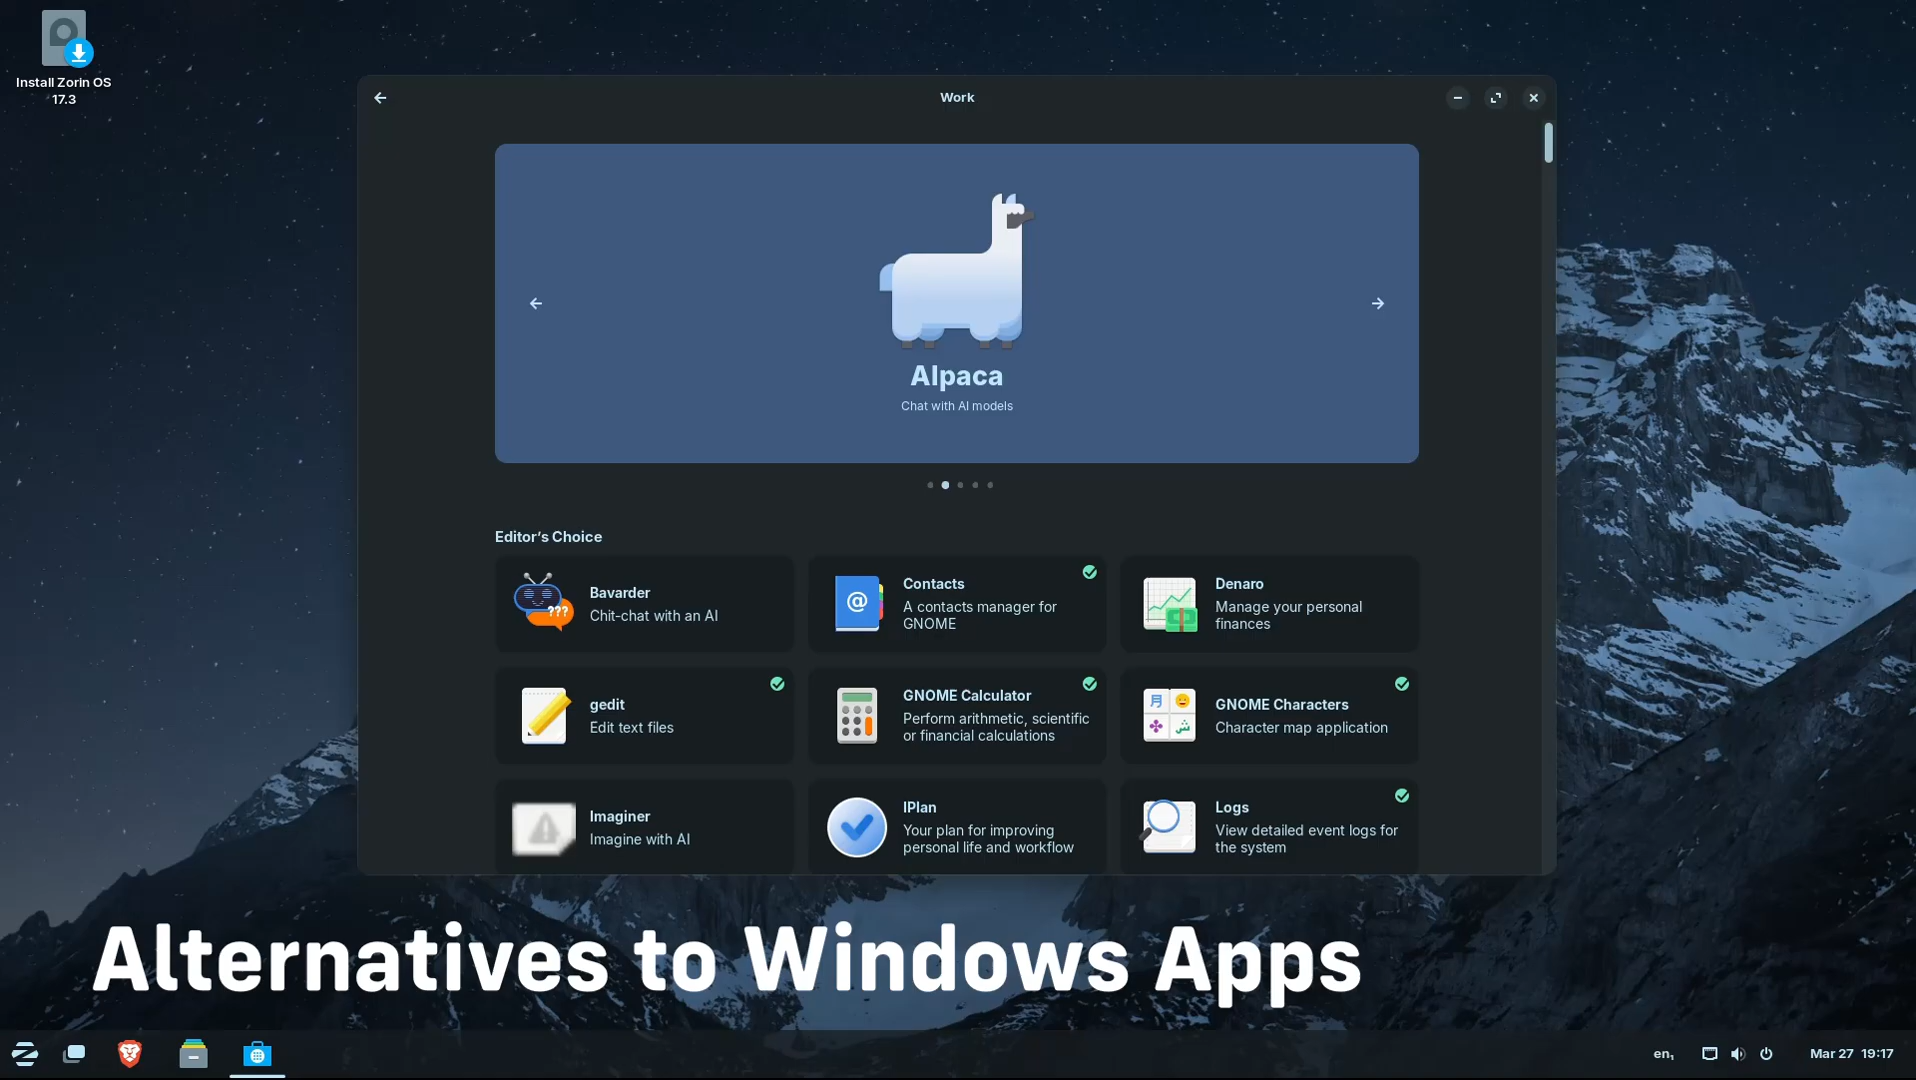 Install Zorin OS
17.3
Work
Alpaca
Chat with AI models
Editor's Choice
Bavarder
Chit-chat with an AI
???
Contacts
A contacts manager for
GNOME
@
Denaro
Manage your personal
finances
gedit
Edit text files
GNOME Calculator
Perform arithmetic, scientific
or financial calculations
GNOME Characters
Character map application
月
ش
Imaginer
Imagine with AI
IPlan
Your plan for improving
personal life and workflow
Logs
View detailed event logs for
the system
Alternatives to Windows Apps
en₁
Mar 27 19:17